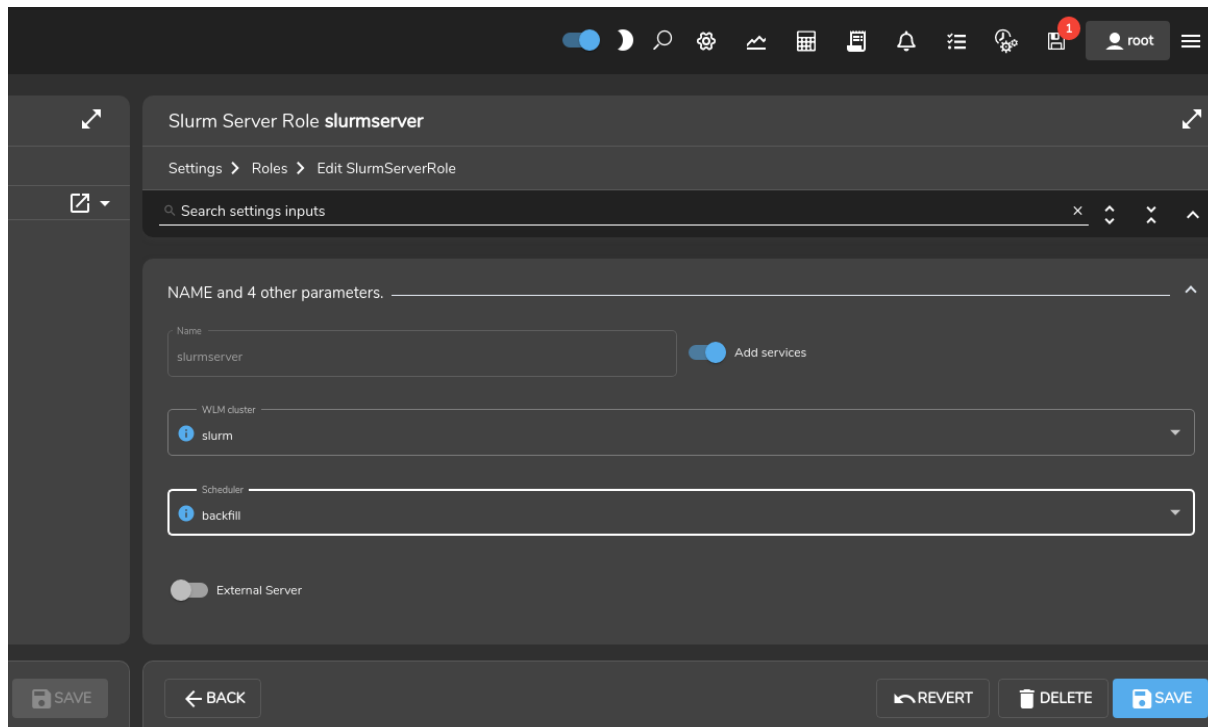 1
root
Slurm Server Role slurmserver
Settings > Roles > Edit SlurmServerRole
Search settings inputs
NAME and 4 other parameters.
Name
slurmserver
Add services
WLM cluster
slurm
Scheduler
backfill
External Server
SAVE
BACK
REVERT
DELETE
SAVE